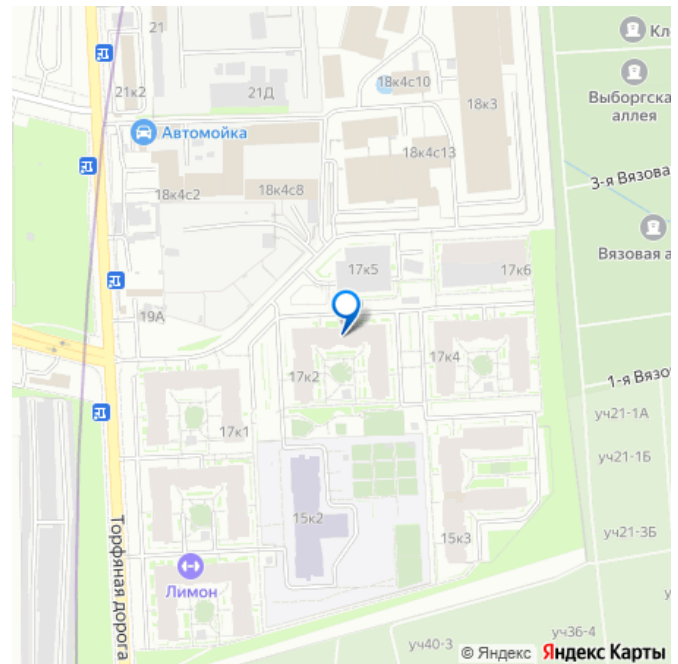 21
Кл
21к2
21Д
18к4с10
18к3
Выборгска
аллея
Автомойка
18к4с13
3-я Вязова
18к4с2
18к4с8
Вязовая а
17к5
17к6
19А
17к4
17к2
1-я Вязо
уч21-1А
17к1
уч21-1Б
15к2
15к3
уч21-3Б
Торфяная дорога
Лимон
у
уч40-3
уч36-4
© Яндекс Яндекс Карты